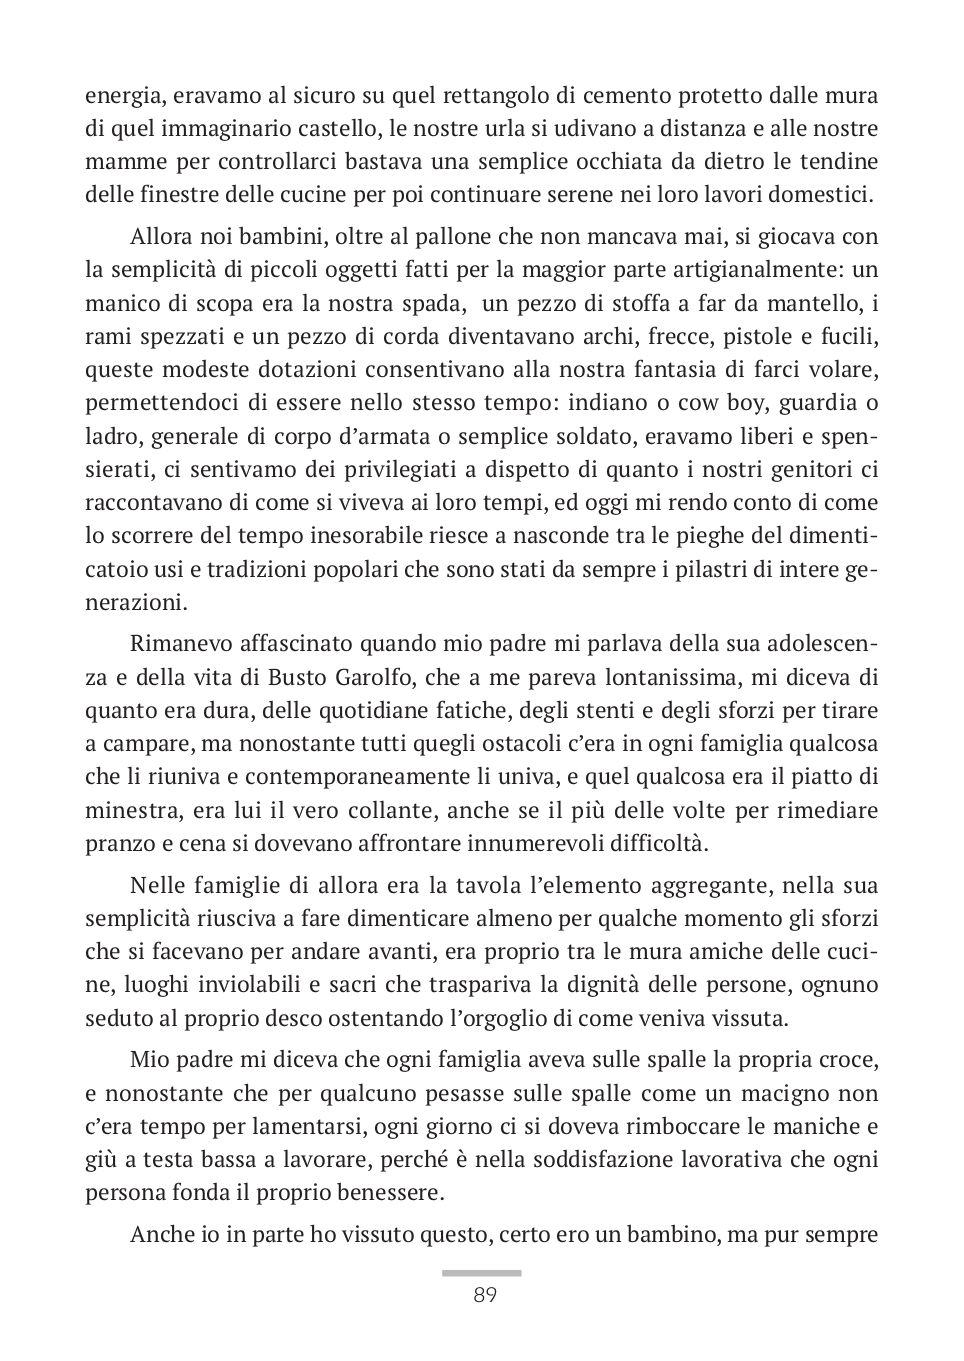 energia, eravamo al sicuro su quel rettangolo di cemento protetto dalle mura
di quel immaginario castello, le nostre urla si udivano a distanza e alle nostre
mamme per controllarci bastava una semplice occhiata da dietro le tendine
delle finestre delle cucine per poi continuare serene nei loro lavori domestici.
Allora noi bambini, oltre al pallone che non mancava mai, si giocava con
la semplicità di piccoli oggetti fatti per la maggior parte artigianalmente: un
manico di scopa era la nostra spada,  un pezzo di stoffa a far da mantello, i
rami spezzati e un pezzo di corda diventavano archi, frecce, pistole e fucili,
queste modeste dotazioni consentivano alla nostra fantasia di farci volare,
permettendoci di essere nello stesso tempo: indiano o cow boy, guardia o
ladro, generale di corpo d’armata o semplice soldato, eravamo liberi e spen-
sierati, ci sentivamo dei privilegiati a dispetto di quanto i nostri genitori ci
raccontavano di come si viveva ai loro tempi, ed oggi mi rendo conto di come
lo scorrere del tempo inesorabile riesce a nasconde tra le pieghe del dimenti-
catoio usi e tradizioni popolari che sono stati da sempre i pilastri di intere ge-
nerazioni.
Rimanevo affascinato quando mio padre mi parlava della sua adolescen-
za e della vita di Busto Garolfo, che a me pareva lontanissima, mi diceva di
quanto era dura, delle quotidiane fatiche, degli stenti e degli sforzi per tirare
a campare, ma nonostante tutti quegli ostacoli c’era in ogni famiglia qualcosa
che li riuniva e contemporaneamente li univa, e quel qualcosa era il piatto di
minestra, era lui il vero collante, anche se il più delle volte per rimediare
pranzo e cena si dovevano affrontare innumerevoli difficoltà.
Nelle famiglie di allora era la tavola l’elemento aggregante, nella sua
semplicità riusciva a fare dimenticare almeno per qualche momento gli sforzi
che si facevano per andare avanti, era proprio tra le mura amiche delle cuci-
ne, luoghi inviolabili e sacri che traspariva la dignità delle persone, ognuno
seduto al proprio desco ostentando l’orgoglio di come veniva vissuta.
Mio padre mi diceva che ogni famiglia aveva sulle spalle la propria croce,
e nonostante che per qualcuno pesasse sulle spalle come un macigno non
c’era tempo per lamentarsi, ogni giorno ci si doveva rimboccare le maniche e
giù a testa bassa a lavorare, perché è nella soddisfazione lavorativa che ogni
persona fonda il proprio benessere.
Anche io in parte ho vissuto questo, certo ero un bambino, ma pur sempre
89